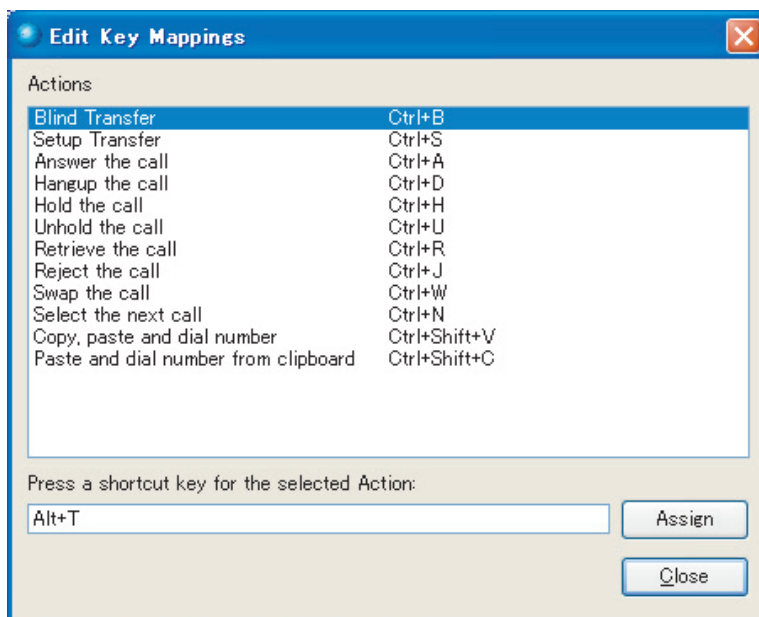 Edit Key Mappings
Actions
Blind Transfer Ctrl+B
Setup Transfer Ctrl+S
Answer the call Ctrl+A
Hangup the call Ctrl+D
Hold the call Ctrl+H
Unhold the call Ctrl+U
Retrieve the call Ctrl+R
Reject the call Ctrl+J
Swap the call Ctrl+W
Select the next call Ctrl+N
Copy, paste and dial number Ctrl+Shift+V
Paste and dial number from clipboard Ctrl+Shift+C
Press a shortcut key for the selected Action:
Alt+T
Assign
Close